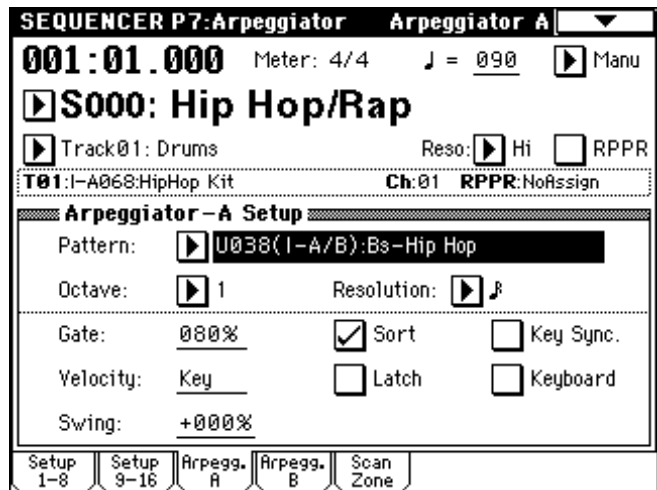 SEQUENCER P7:Arpeggiator Arpeggiator A
001:01.000 Meter: 4/4 ♩ = 090 Manu
S000: Hip Hop/Rap
Track01: Drums Reso: Hi RPPR
T01:I-A068:HipHop Kit Ch:01 RPPR:NoAssign
Arpeggiator-A Setup
Pattern: U038(I-A/B):Bs-Hip Hop
Octave: 1 Resolution:
Gate: 080% Sort Key Sync.
Velocity: Key Latch Keyboard
Swing: +000%
Setup 1-8 Setup 9-16 Arpegg. A Arpegg. B Scan Zone